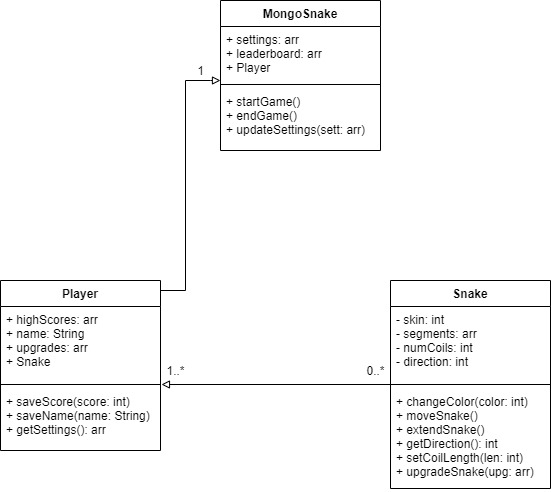 MongoSnake
+ settings: arr
+ leaderboard: arr
+ Player
+ startGame()
+ endGame()
+ updateSettings(sett: arr)
1
Player
+ highScores: arr
+ name: String
+ upgrades: arr
+ Snake
+ saveScore(score: int)
+ saveName(name: String)
+ getSettings(): arr
1..*
0..*
Snake
- skin: int
- segments: arr
- numCoils: int
- direction: int
+ changeColor(color: int)
+ moveSnake()
+ extendSnake()
+ getDirection(): int
+ setCoilLength(len: int)
+ upgradeSnake(upg: arr)